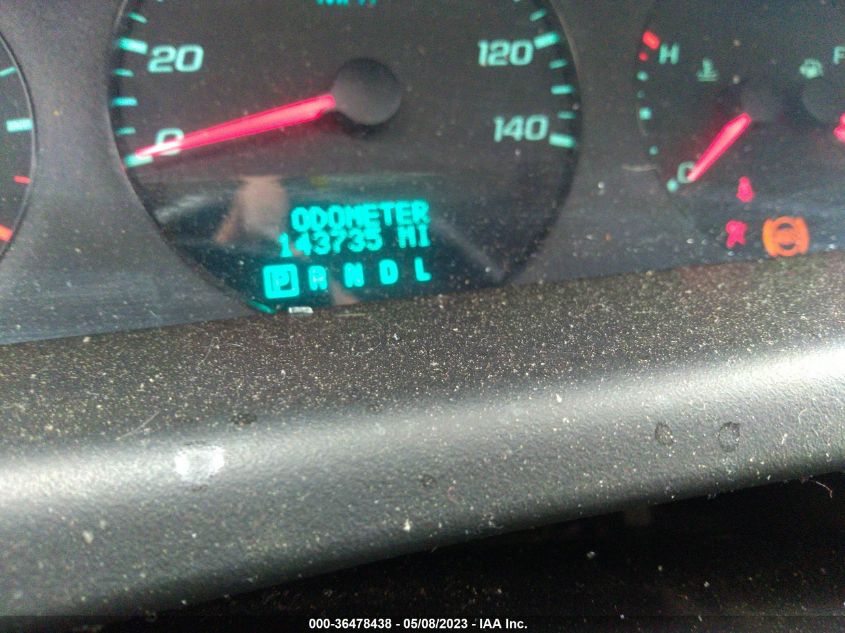 20
0
120
140
H
C
F
ODOMETER
143735 MI
P R N D L
000-36478438 - 05/08/2023 - IAA Inc.